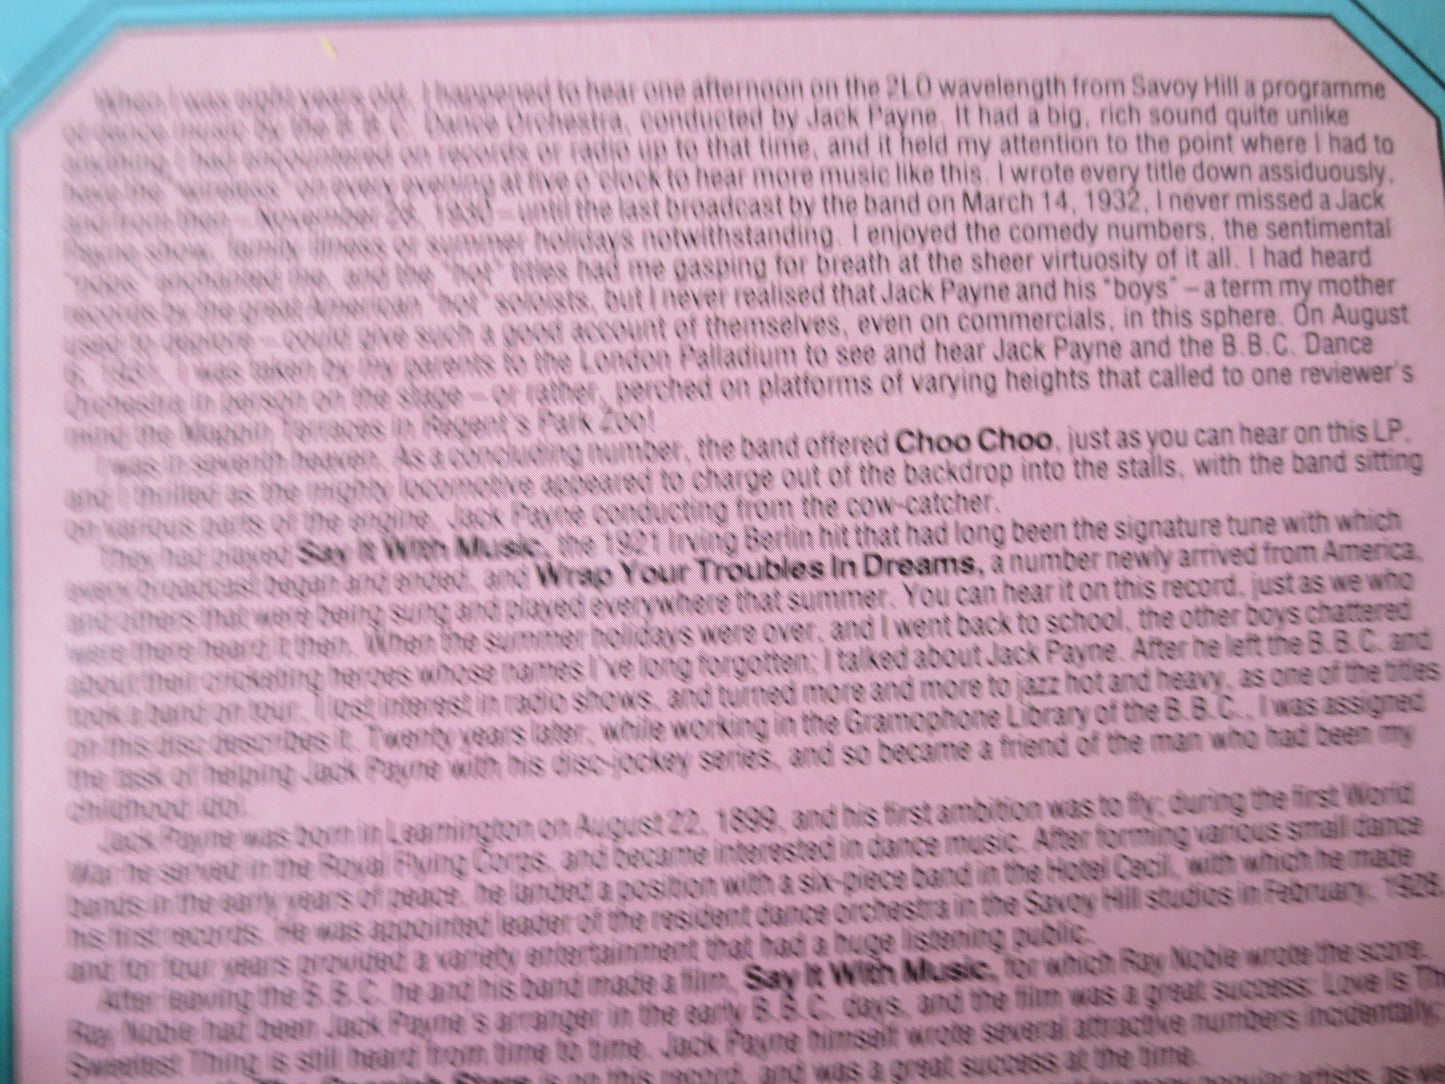 When I was eight years old, I happened to hear one afternoon on the 2LO wavelength from Savoy Hill a programme
of dance music by the B.B.C. Dance Orchestra, conducted by Jack Payne. It had a big, rich sound quite unlike
anything I had encountered on records or radio up to that time, and it held my attention to the point where I had to
have the "wireless" on every evening at five o'clock to hear more music like this. I wrote every title down assiduously,
and from then – November 28, 1930 – until the last broadcast by the band on March 14, 1932, I never missed a Jack
Payne show, family illness or summer holidays notwithstanding. I enjoyed the comedy numbers, the sentimental
enchanted me, and the "hot" titles had me gasping for breath at the sheer virtuosity of it all. I had heard
records by the great American "hot" soloists, but I never realised that Jack Payne and his "boys" – a term my mother
used to deplore – could give such a good account of themselves, even on commercials, in this sphere. On August
1931, I was taken by my parents to the London Palladium to see and hear Jack Payne and the B.B.C. Dance
Orchestra in person on the stage – or rather, perched on platforms of varying heights that called to one reviewer's
mind the Mappin Terraces in Regent's Park Zoo!
I was in seventh heaven. As a concluding number, the band offered Choo Choo, just as you can hear on this LP,
and I thrilled as the mighty locomotive appeared to charge out of the backdrop into the stalls, with the band sitting
on various parts of the engine, Jack Payne conducting from the cow-catcher.
They had played Say It With Music, the 1921 Irving Berlin hit that had long been the signature tune with which
every broadcast began and ended, and Wrap Your Troubles In Dreams, a number newly arrived from America,
and others that were being sung and played everywhere that summer. You can hear it on this record, just as we who
were there heard it then. When the summer holidays were over, and I went back to school, the other boys chattered
about their cricketing heroes whose names I've long forgotten; I talked about Jack Payne. After he left the B.B.C. and
took a band on tour, I lost interest in radio shows, and turned more and more to jazz hot and heavy, as one of the titles
on this disc describes it. Twenty years later, while working in the Gramophone Library of the B.B.C., I was assigned
the task of helping Jack Payne with his disc-jockey series, and so became a friend of the man who had been my
childhood idol.
Jack Payne was born in Leamington on August 22, 1899, and his first ambition was to fly; during the first World
War he served in the Royal Flying Corps, and became interested in dance music. After forming various small dance
bands in the early years of peace, he landed a position with a six-piece band in the Hotel Cecil, with which he made
his first records. He was appointed leader of the resident dance orchestra in the Savoy Hill studios in February, 1928,
and for four years provided a variety entertainment that had a huge listening public.
After leaving the B.B.C. he and his band made a film, Say It With Music, for which Ray Noble wrote the score.
Ray Noble had been Jack Payne's arranger in the early B.B.C. days, and the film was a great success; Love Is The
Sweetest Thing is still heard from time to time. Jack Payne himself wrote several attractive numbers incidentally;
is on this record, and was a great success at the time.
popular artists, as we